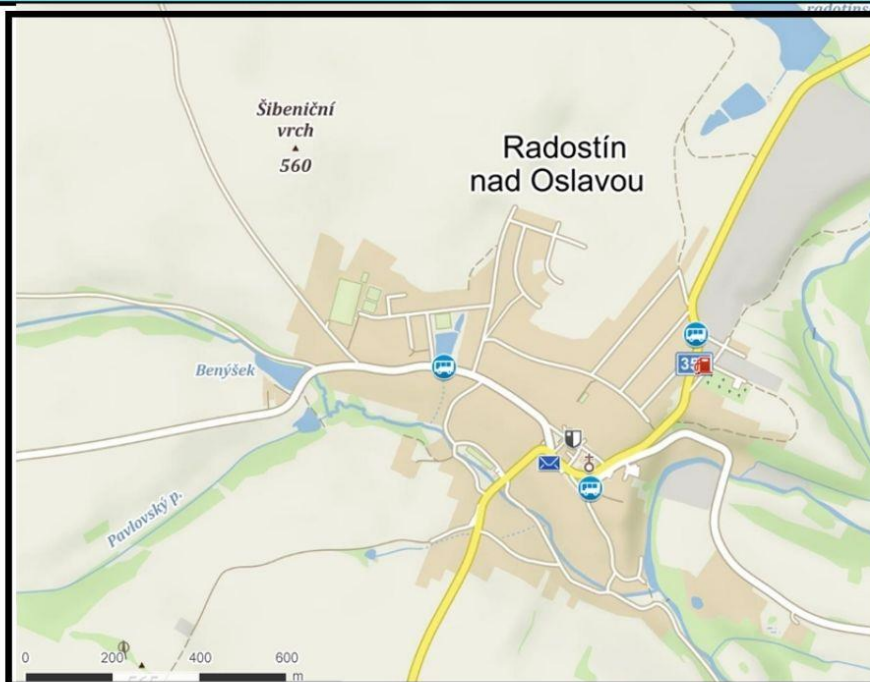 Šibeniční
vrch
560
Radostín
nad Oslavou
35
Benýšek
Pavlovský p.
0 200 400 600
m